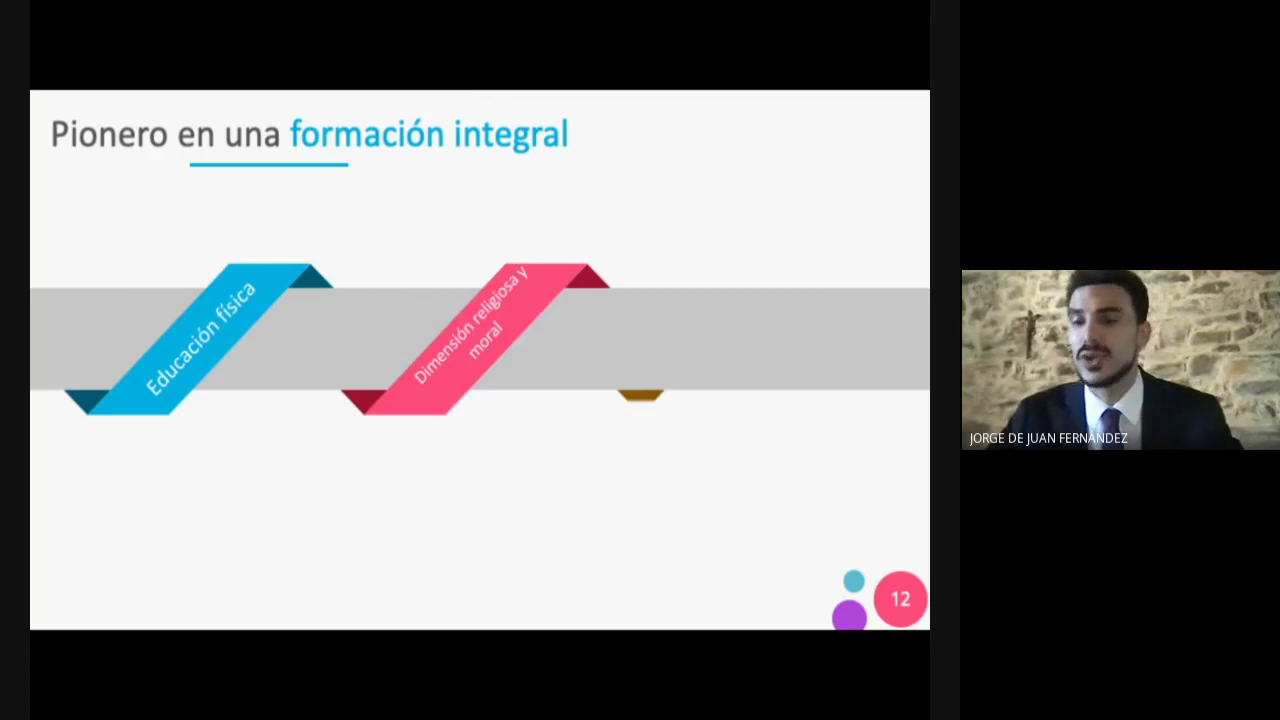 Pionero en una formación integral
Educación física
Dimensión religiosa y
moral
12
JORGE DE JUAN FERNANDEZ